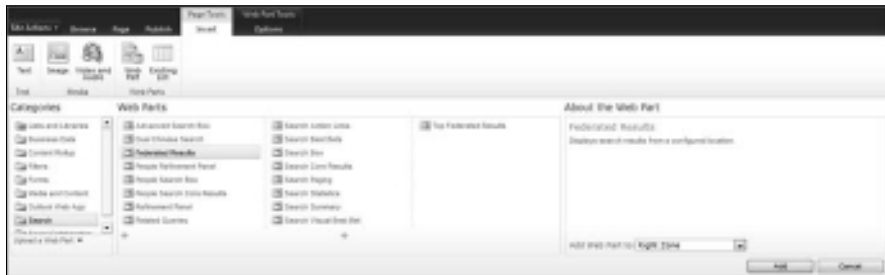 Page Tools Web Part Tools
Site Actions Browse Page Publish Insert Options
Text Image Video and Audio Web Part Existing List
Text Media Web Parts
Categories Web Parts About the Web Part
Lists and Libraries
Business Data
Content Rollup
Filters
Forms
Media and Content
Outlook Web App
Search
Upload a Web Part
Advanced Search Box
Dual Chinese Search
Federated Results
People Refinement Panel
People Search Box
People Search Core Results
Refinement Panel
Related Queries
Search Action Links
Search Best Bets
Search Box
Search Core Results
Search Paging
Search Statistics
Search Summary
Search Visual Best Bet
Top Federated Results
Federated Results
Displays search results from a configured location.
Add Web Part to: Right Zone
Add Cancel